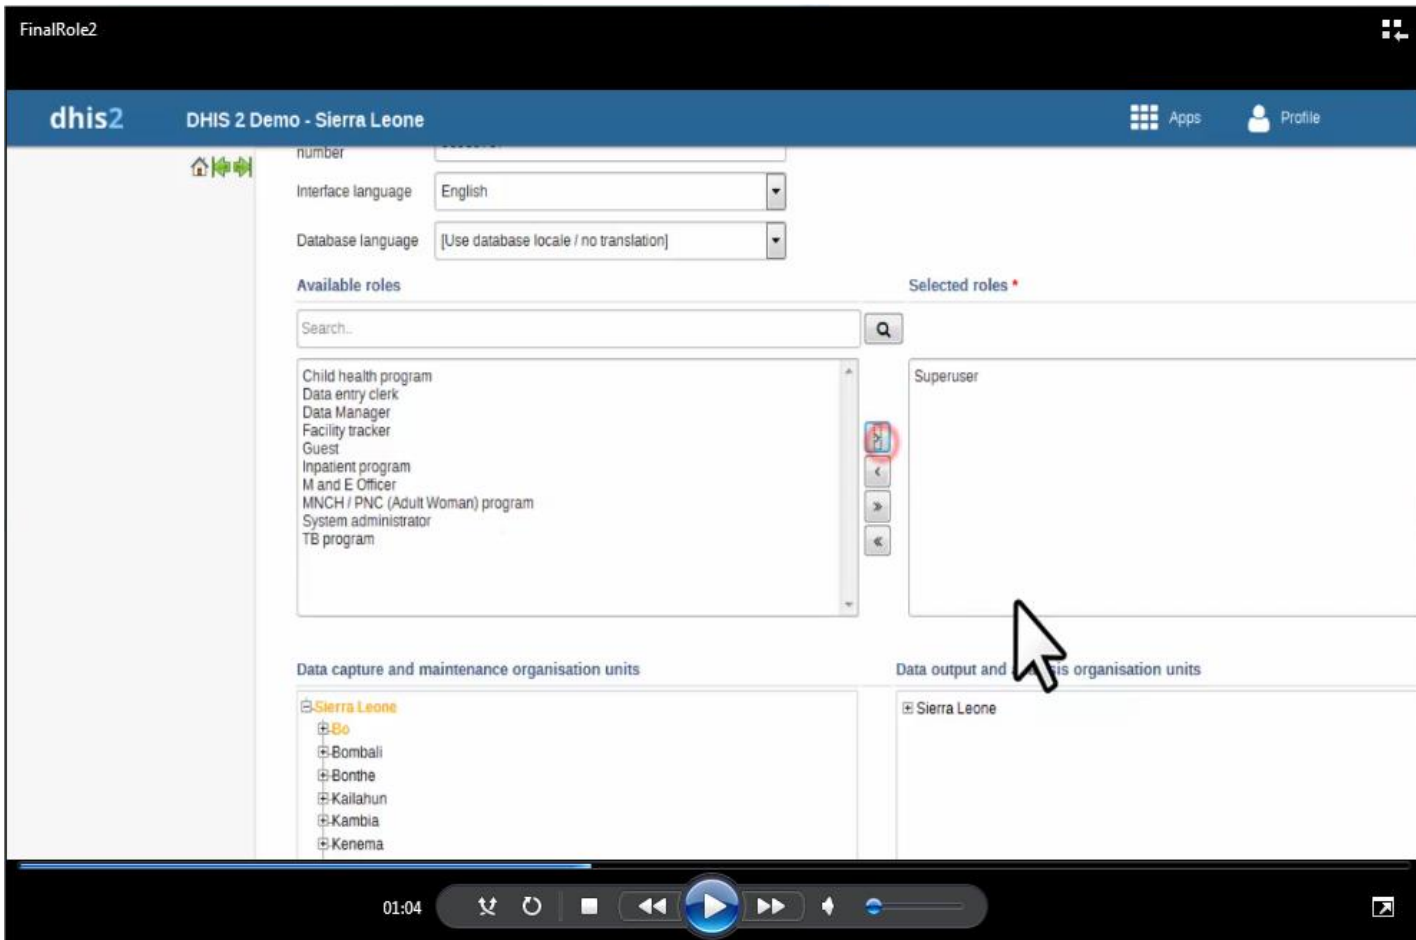 FinalRole2
dhis2 DHIS 2 Demo - Sierra Leone Apps Profile
number
Interface language English
Database language [Use database locale / no translation]
Available roles Selected roles *
Search..
Child health program Superuser
Data entry clerk
Data Manager
Facility tracker
Guest
Inpatient program
M and E Officer
MNCH / PNC (Adult Woman) program
System administrator
TB program
Data capture and maintenance organisation units Data output and organisation units
Sierra Leone Sierra Leone
Bo
Bombali
Bonthe
Kailahun
Kambia
Kenema
01:04